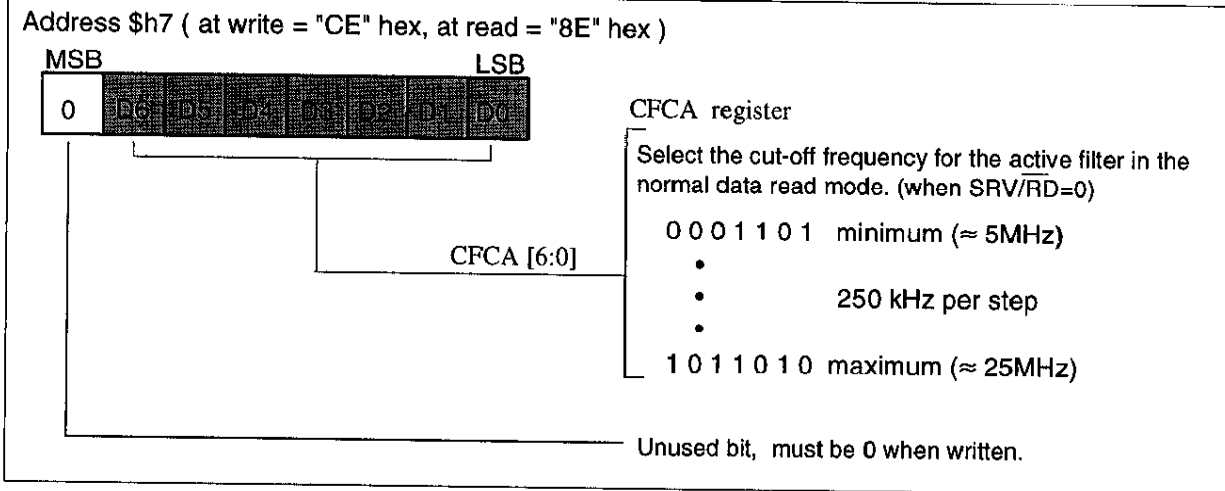 Address $h7 ( at write = "CE" hex, at read = "8E" hex )
MSB LSB
0 D6 D5 D4 D3 D2 D1 D0
CFCA register
Select the cut-off frequency for the active filter in the
normal data read mode. (when SRV/R̅D̅=0)
0 0 0 1 1 0 1 minimum (≈ 5MHz)
CFCA [6:0]
• 
• 250 kHz per step
•
1 0 1 1 0 1 0 maximum (≈ 25MHz)
Unused bit, must be 0 when written.